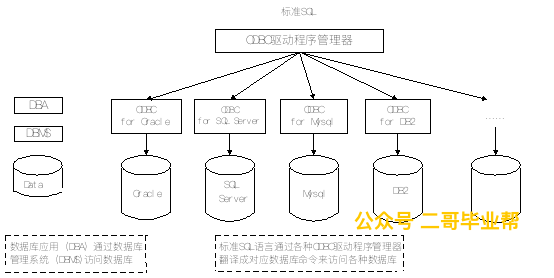 标准SQL
ODBC驱动程序管理器
DBA
DBMS
Data
ODBC
for Oracle
ODBC
for SQL Server
ODBC
for Mysql
ODBC
for DB2
......
Oracle
SQL
Server
Mysql
DB2
公众号 二哥毕业帮
数据库应用（DBA）通过数据库
管理系统（DBMS）访问数据库
标准SQL语言通过各种ODBC驱动程序管理器
翻译成对应数据库命令来访问各种数据库